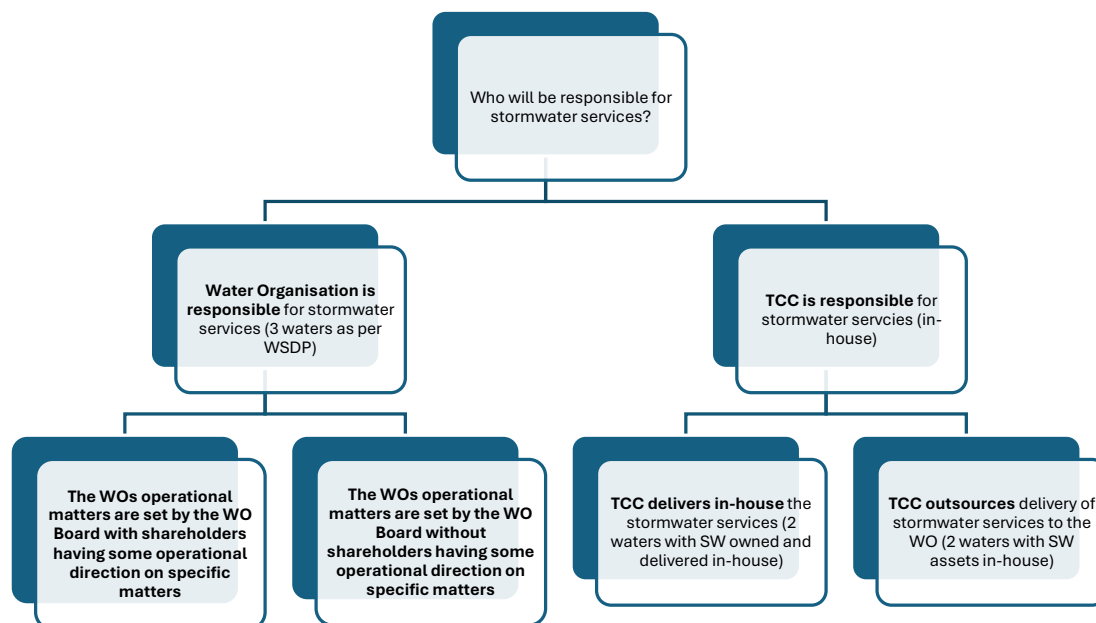 Who will be responsible for
stormwater services?
Water Organisation is
responsible for stormwater
services (3 waters as per
WSDP)
TCC is responsible for
stormwater servcies (in-
house)
The WOs operational
matters are set by the WO
Board with shareholders
having some operational
direction on specific
matters
The WOs operational
matters are set by the WO
Board without
shareholders having some
operational direction on
specific matters
TCC delivers in-house the
stormwater services (2
waters with SW owned and
delivered in-house)
TCC outsources delivery of
stormwater services to the
WO (2 waters with SW
assets in-house)